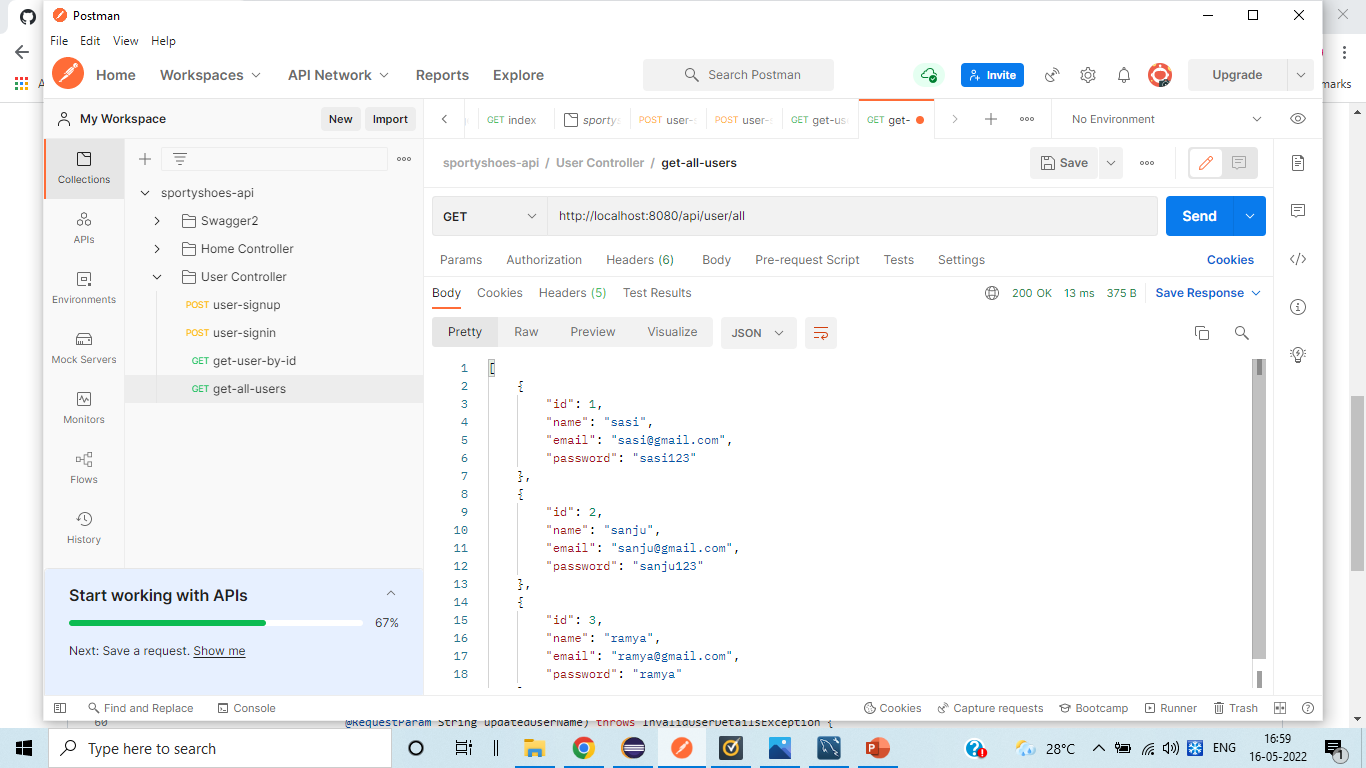 Postman
File Edit View Help
Home Workspaces API Network Reports Explore Search Postman Invite Upgrade
marks
My Workspace New Import
GET index sporty POST user- POST user- GET get-us GET get- No Environment
Collections
APIs
Environments
Mock Servers
Monitors
Flows
History
sportyshoes-api
Swagger2
Home Controller
User Controller
POST user-signup
POST user-signin
GET get-user-by-id
GET get-all-users
Start working with APIs
67%
Next: Save a request. Show me
sportyshoes-api / User Controller / get-all-users Save
GET http://localhost:8080/api/user/all Send
Params Authorization Headers (6) Body Pre-request Script Tests Settings Cookies
Body Cookies Headers (5) Test Results 200 OK 13 ms 375 B Save Response
Pretty Raw Preview Visualize JSON
1 [
2 {
3 "id": 1,
4 "name": "sasi",
5 "email": "sasi@gmail.com",
6 "password": "sasi123"
7 },
8 {
9 "id": 2,
10 "name": "sanju",
11 "email": "sanju@gmail.com",
12 "password": "sanju123"
13 },
14 {
15 "id": 3,
16 "name": "ramya",
17 "email": "ramya@gmail.com",
18 "password": "ramya"
Find and Replace Console Cookies Capture requests Bootcamp Runner Trash
60 @RequestParam String updatedUserName) throws InvalidUserDetailsException {
Type here to search 28°C ENG 16:59
16-05-2022
1